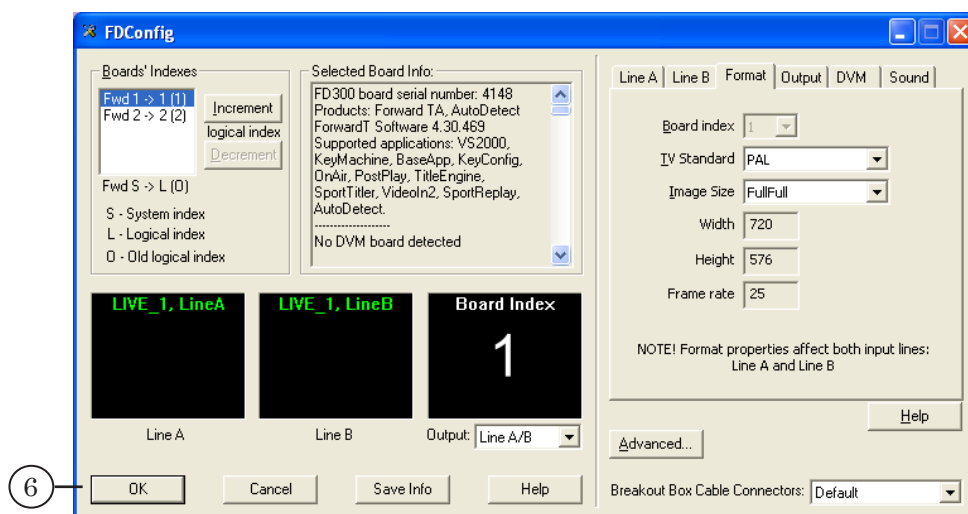 FDConfig
Boards' Indexes
Fwd 1 -> 1 (1)
Fwd 2 -> 2 (2)
Increment
logical index
Decrement
Fwd S -> L (O)
S - System index
L - Logical index
O - Old logical index
Selected Board Info:
FD300 board serial number: 4148
Products: Forward TA, AutoDetect
ForwardT Software 4.30.469
Supported applications: VS2000,
KeyMachine, BaseApp, KeyConfig,
OnAir, PostPlay, TitleEngine,
SportTitler, VideoIn2, SportReplay,
AutoDetect.
-------------------
No DVM board detected
LIVE_1, LineA
LIVE_1, LineB
Board Index
1
Line A
Line B
Output: Line A/B
6
OK
Cancel
Save Info
Help
Line A
Line B
Format
Output
DVM
Sound
Board index 1
TV Standard PAL
Image Size FullFull
Width 720
Height 576
Frame rate 25
NOTE! Format properties affect both input lines:
Line A and Line B
Help
Advanced...
Breakout Box Cable Connectors: Default